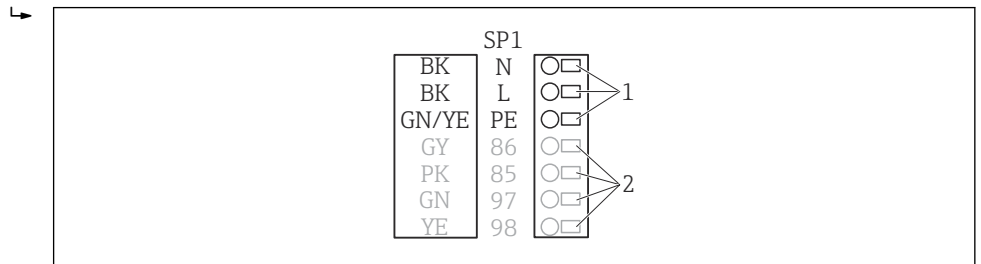 SP1
BK N
BK L
GN/YE PE
1
GY 86
PK 85
2
GN 97
YE 98